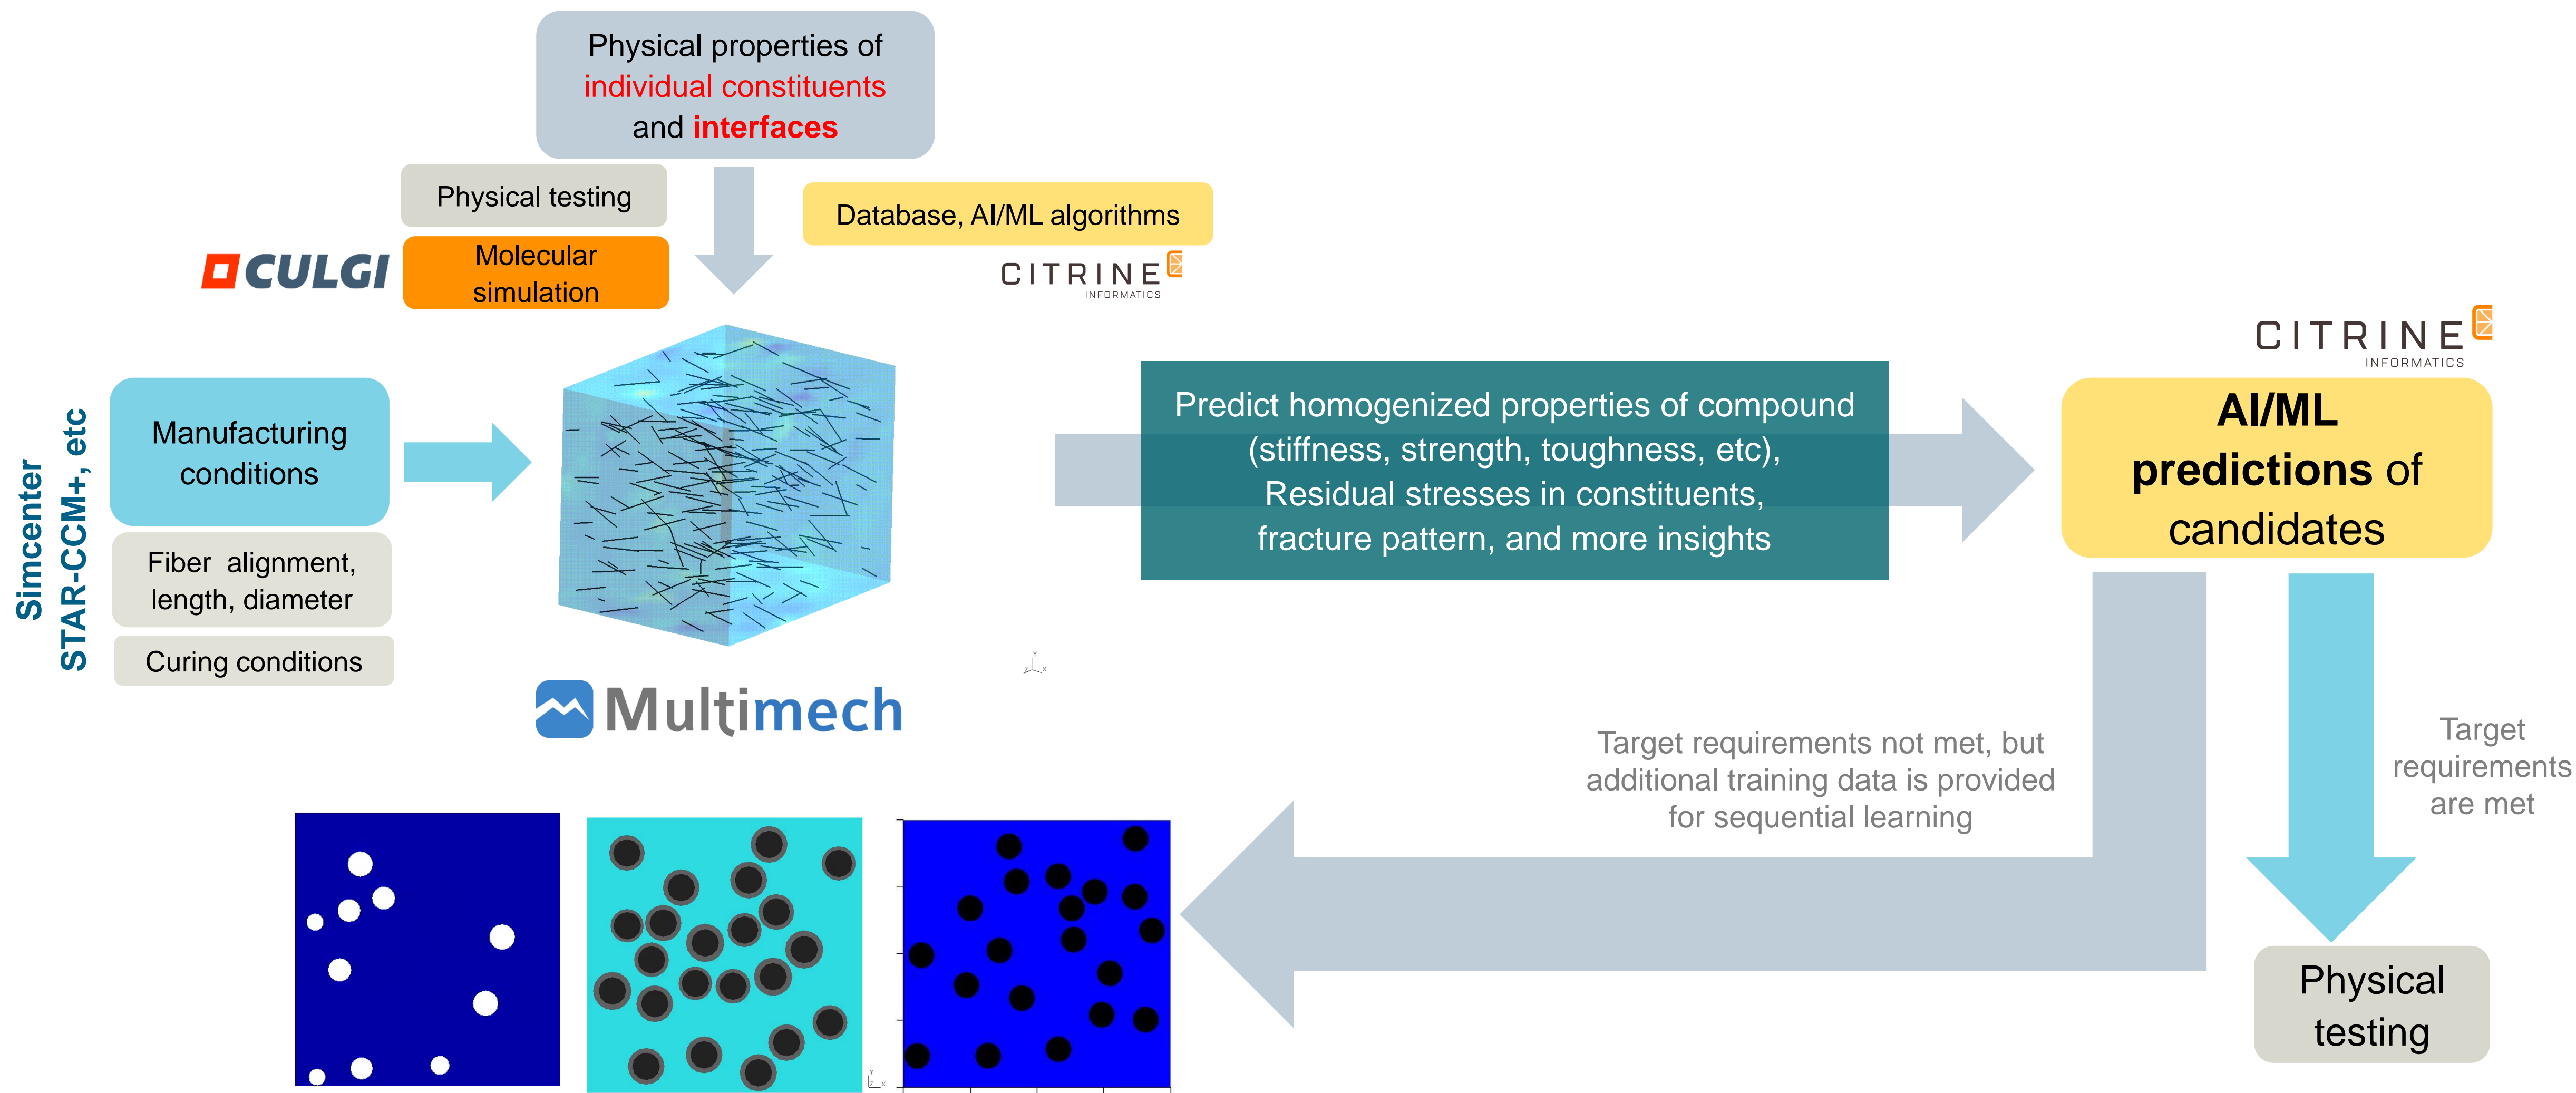 Physical properties of
individual constituents
and interfaces
Physical testing
Database, AI/ML algorithms
CULGI
Molecular
simulation
CITRINE
INFORMATICS
Simcenter
STAR-CCM+, etc
Manufacturing
conditions
Fiber alignment,
length, diameter
Curing conditions
Y
Z X
Multimech
Predict homogenized properties of compound
(stiffness, strength, toughness, etc),
Residual stresses in constituents,
fracture pattern, and more insights
CITRINE
INFORMATICS
AI/ML
predictions of
candidates
Target requirements not met, but
additional training data is provided
for sequential learning
Target
requirements
are met
Y
Z X
Physical
testing